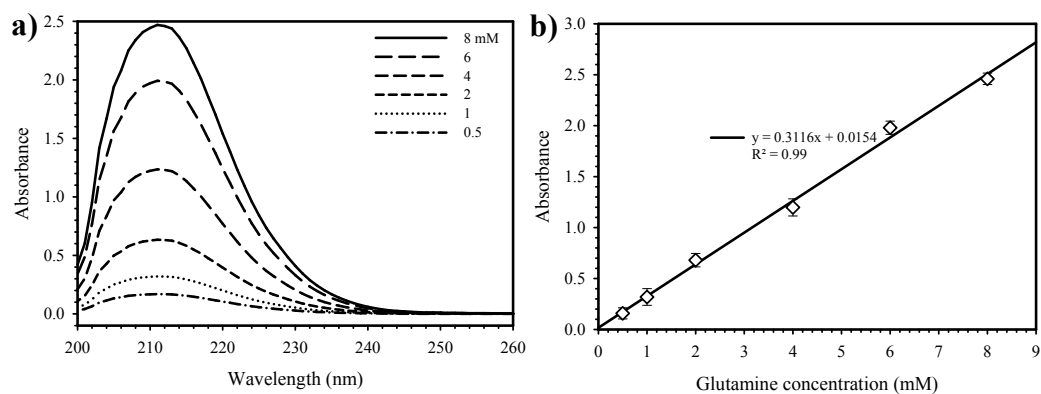 a)
2.5
2.0
1.5
1.0
0.5
0.0
Absorbance
200 210 220 230 240 250 260
Wavelength (nm)
8 mM
6
4
2
1
0.5
b)
3.0
2.5
2.0
1.5
1.0
0.5
0.0
Absorbance
y = 0.3116x + 0.0154
R² = 0.99
0 1 2 3 4 5 6 7 8 9
Glutamine concentration (mM)